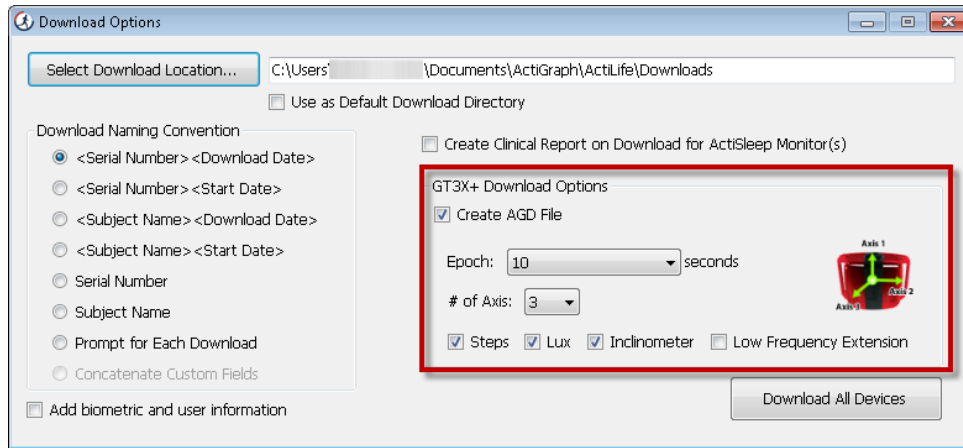 Download Options
Select Download Location...
C:\Users\ \Documents\ActiGraph\ActiLife\Downloads
Use as Default Download Directory
Download Naming Convention
<Serial Number><Download Date>
<Serial Number><Start Date>
<Subject Name><Download Date>
<Subject Name><Start Date>
Serial Number
Subject Name
Prompt for Each Download
Concatenate Custom Fields
Add biometric and user information
Create Clinical Report on Download for ActiSleep Monitor(s)
GT3X+ Download Options
Create AGD File
Epoch: 10 seconds
# of Axis: 3
Axis 1
Axis 2
Axis 3
Steps Lux Inclinometer Low Frequency Extension
Download All Devices